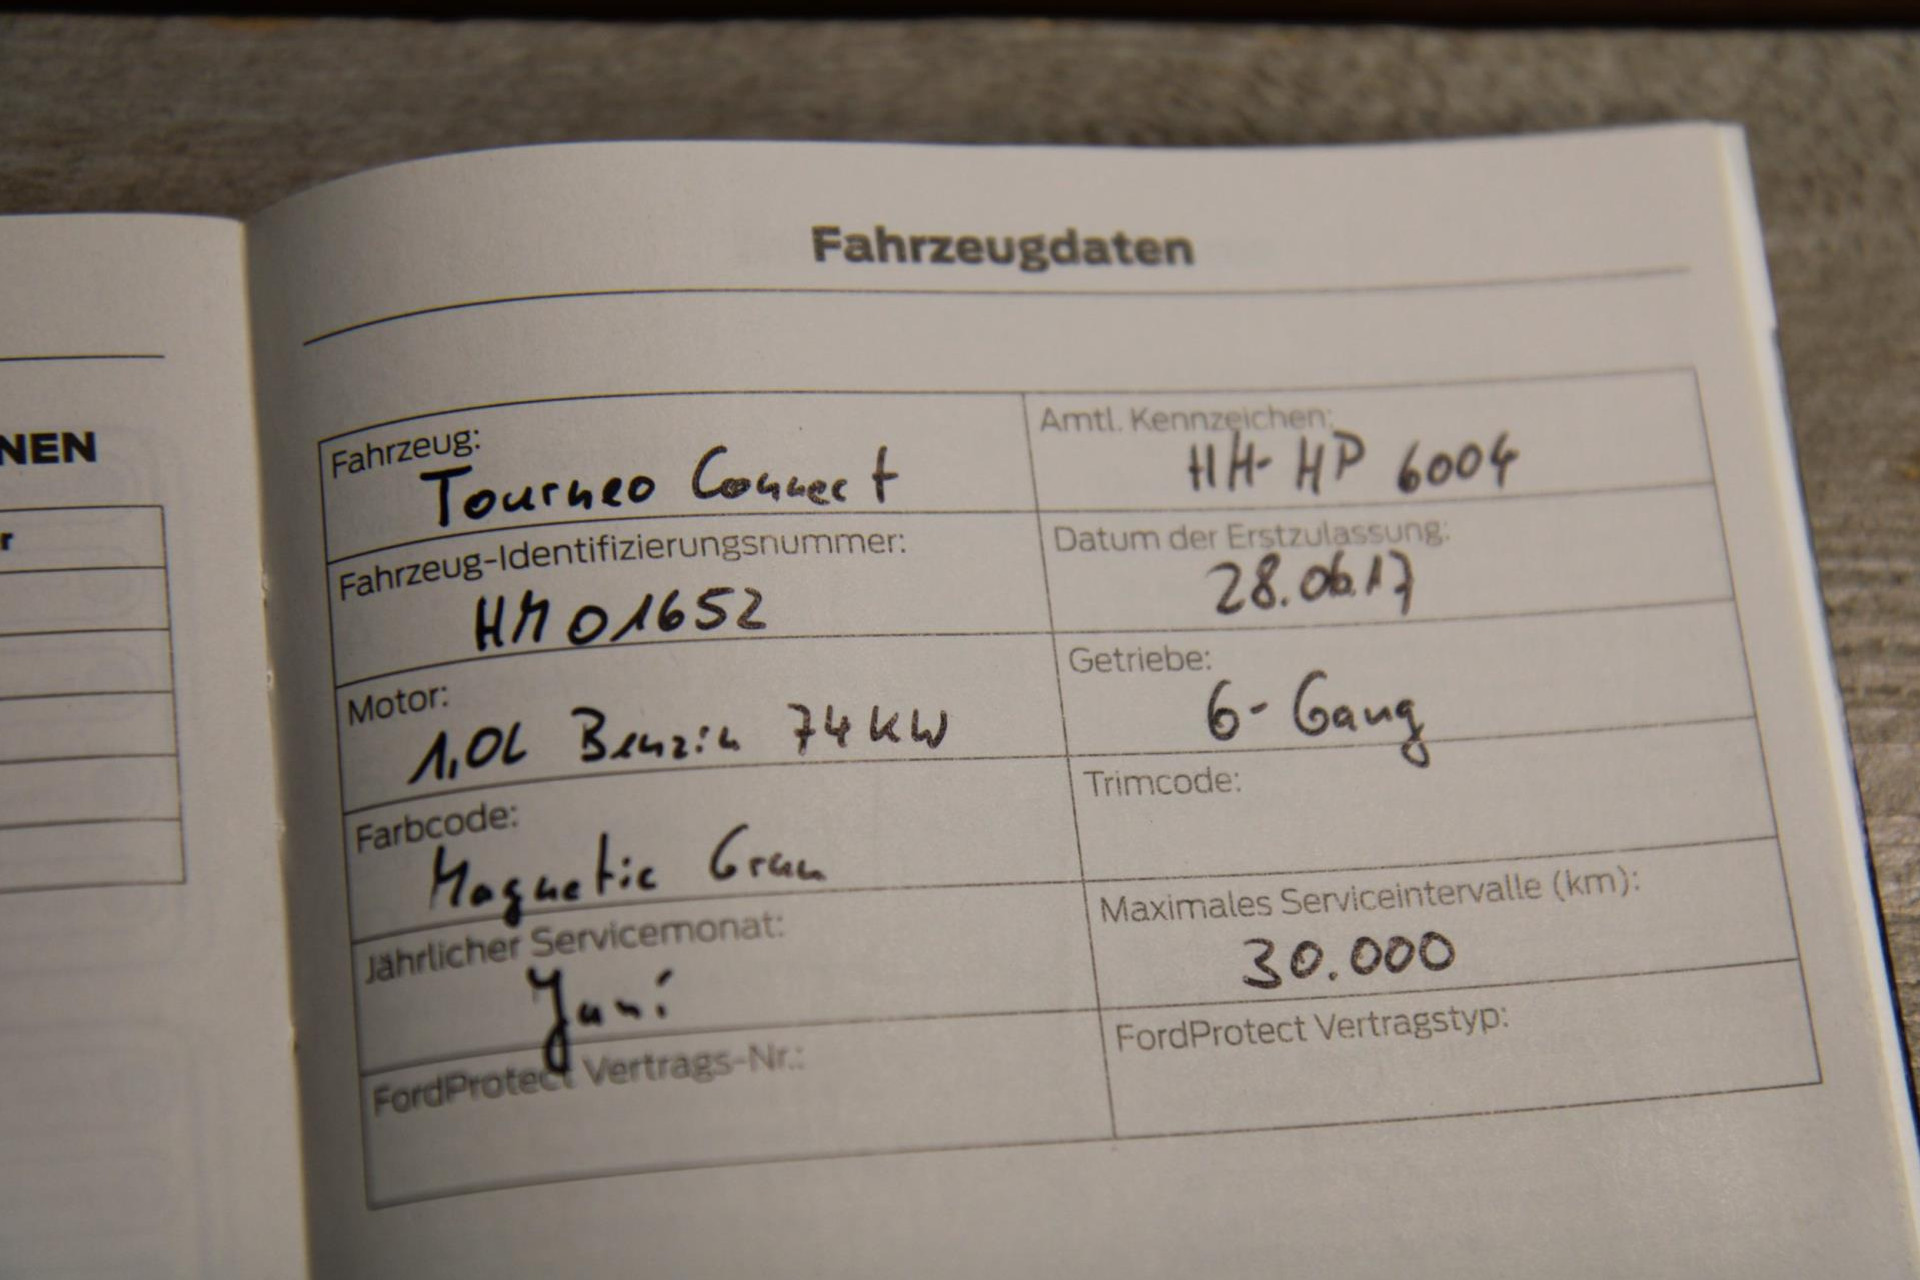 NEN
r
Fahrzeugdaten
Fahrzeug:
Tourneo Connect
Amtl. Kennzeichen:
HH-HP 6004
Fahrzeug-Identifizierungsnummer:
HM01652
Datum der Erstzulassung:
28.06.17
Motor:
1,0L Benzin 74KW
Getriebe:
6-Gang
Farbcode:
Magnetic Grau
Trimcode:
Jährlicher Servicemonat:
Juni
Maximales Serviceintervalle (km):
30.000
FordProtect Vertrags-Nr.:
FordProtect Vertragstyp: